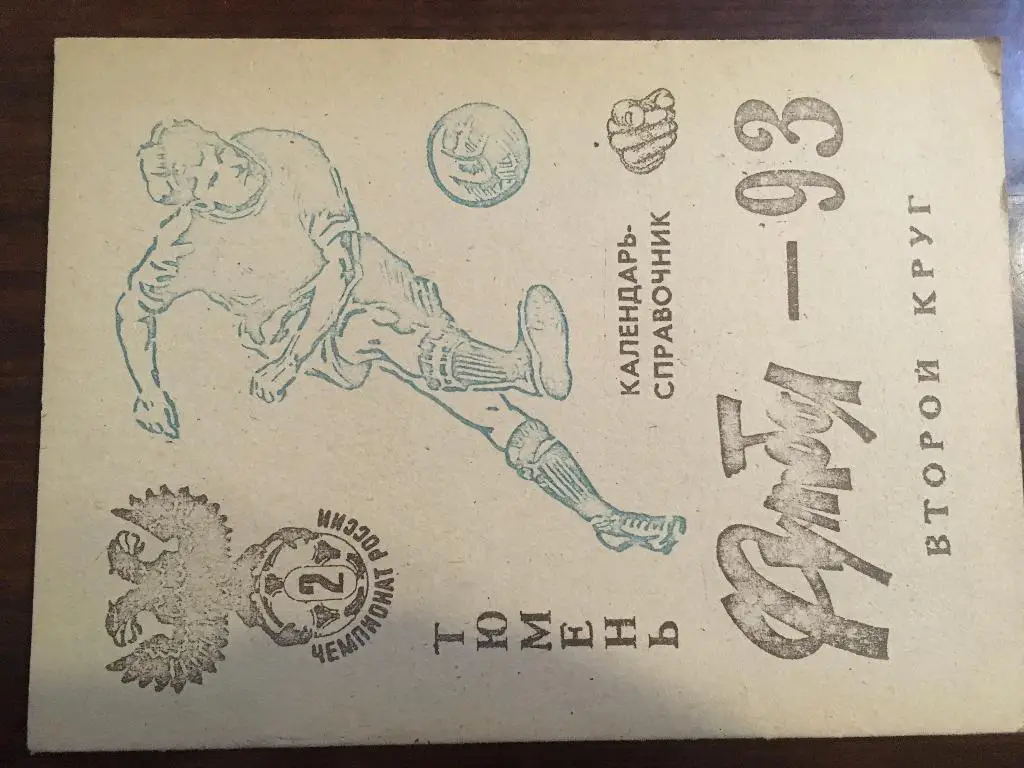 2
ЧЕМПИОНАТ РОССИИ
ТЮМЕНЬ
КАЛЕНДАРЬ-
СПРАВОЧНИК
Футбол — 93
ВТОРОЙ КРУГ